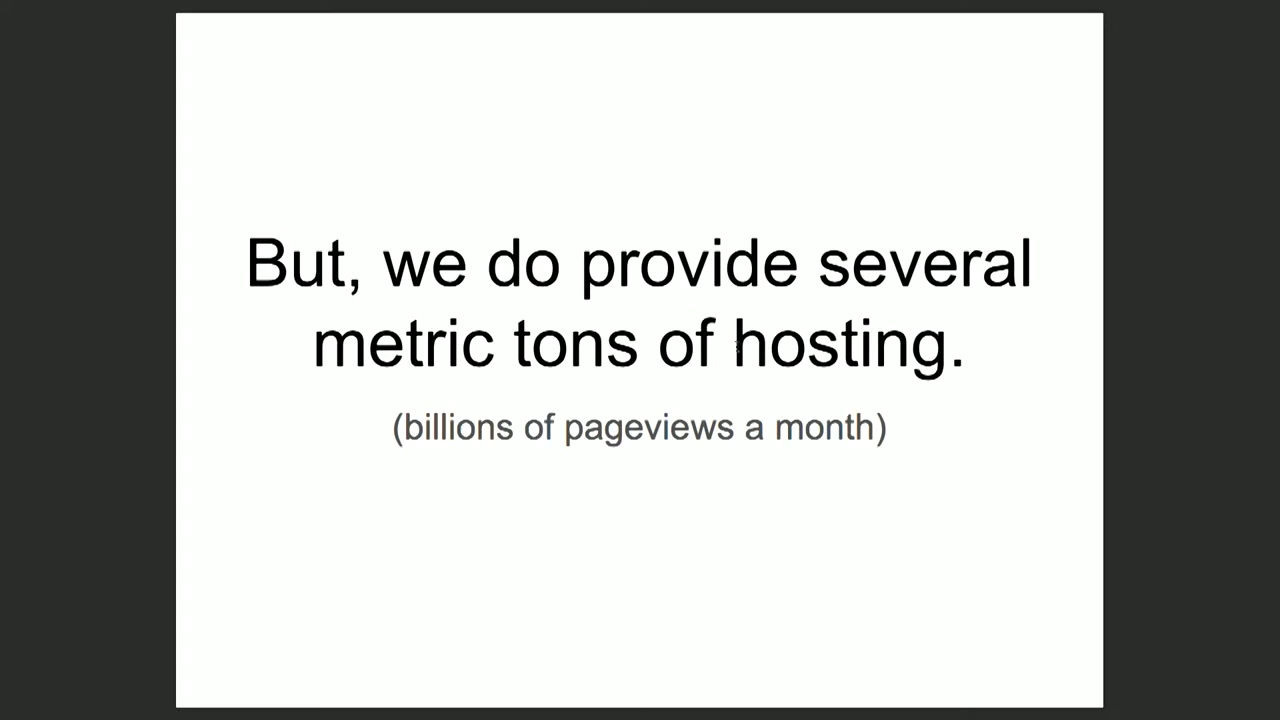 But, we do provide several
metric tons of hosting.
(billions of pageviews a month)